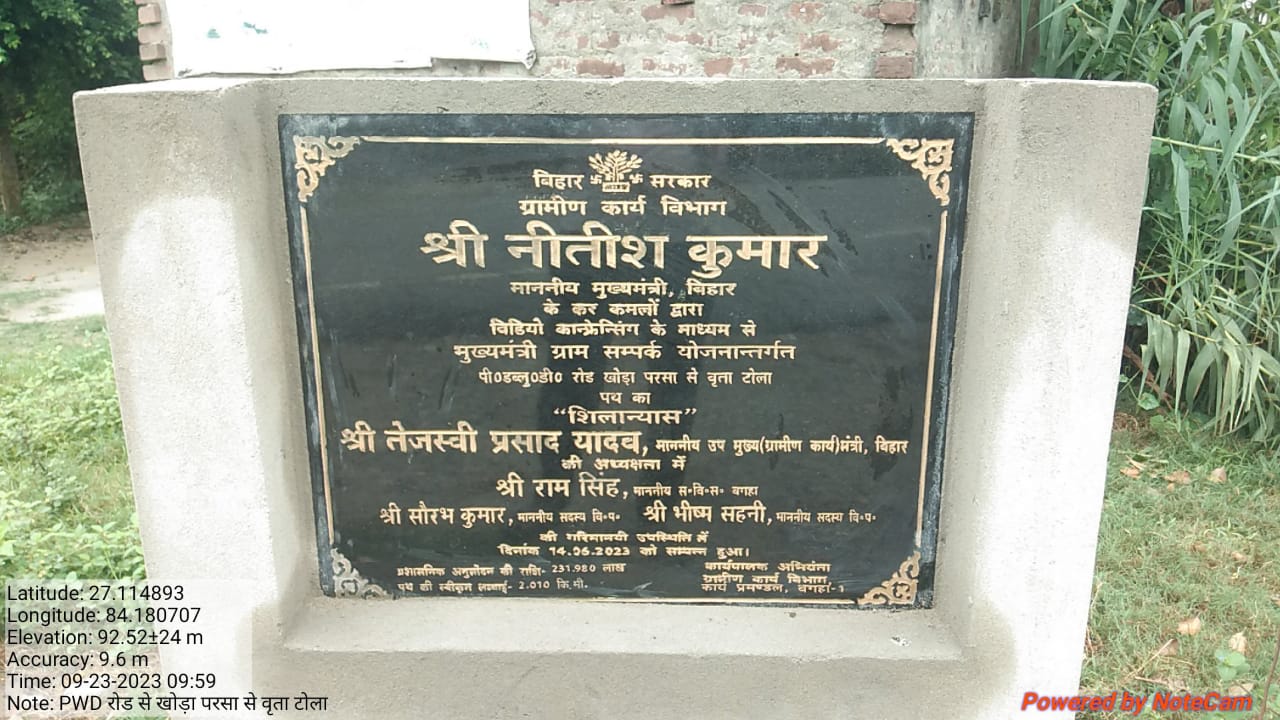 बिहार सरकार
ग्रामीण कार्य विभाग
श्री नीतीश कुमार
माननीय मुख्यमंत्री, बिहार
के कर कमलों द्वारा
विडियो कान्फ्रेन्सिंग के माध्यम से
मुख्यमंत्री ग्राम सम्पर्क योजनान्तर्गत
पी०डब्लु०डी० रोड खोड़ा परसा से वृता टोला
पथ का
“शिलान्यास”
श्री तेजस्वी प्रसाद यादव, माननीय उप मुख्य(ग्रामीण कार्य)मंत्री, बिहार
की अध्यक्षता में
श्री राम सिंह, माननीय स०वि०स० बगहा
श्री सौरभ कुमार, माननीय सदस्य वि०प० श्री भीष्म सहनी, माननीय सदस्य वि०प०
की गरिमामयी उपस्थिति में
दिनांक 14.06.2023 को सम्पन्न हुआ।
प्रशासनिक अनुमोदन की राशि- 231.980 लाख
पथ की स्वीकृत लम्बाई- 2.010 कि.मी.
कार्यपालक अभियंता
ग्रामीण कार्य विभाग
कार्य प्रमण्डल, बगहा-1
Latitude: 27.114893
Longitude: 84.180707
Elevation: 92.52±24 m
Accuracy: 9.6 m
Time: 09-23-2023 09:59
Note: PWD रोड से खोड़ा परसा से वृता टोला
Powered by NoteCam